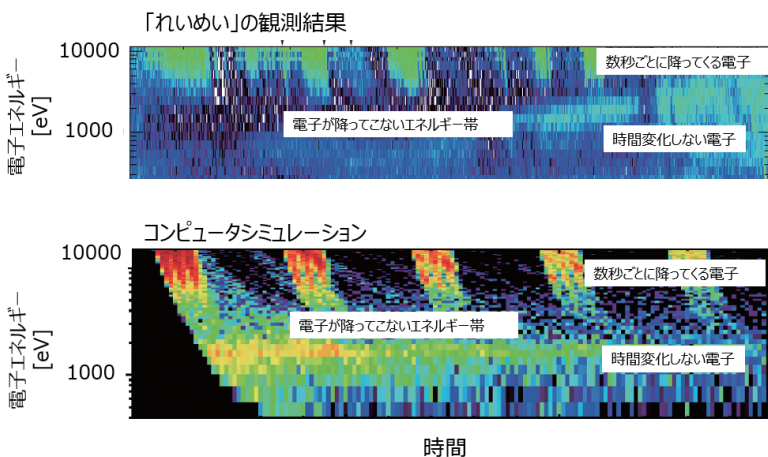 「れいめい」の観測結果
電子エネルギー
[eV]
10000
1000
数秒ごとに降ってくる電子
電子が降ってこないエネルギー帯
時間変化しない電子
コンピュータシミュレーション
電子エネルギー
[eV]
10000
1000
数秒ごとに降ってくる電子
電子が降ってこないエネルギー帯
時間変化しない電子
時間